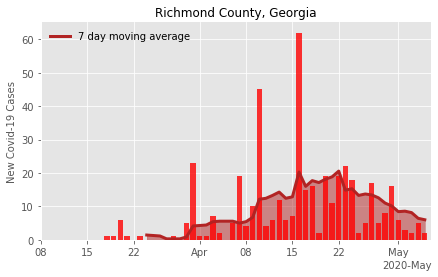 Richmond County, Georgia
7 day moving average
New Covid-19 Cases
60
50
40
30
20
10
0
08 15 22 Apr 08 15 22 May
2020-May